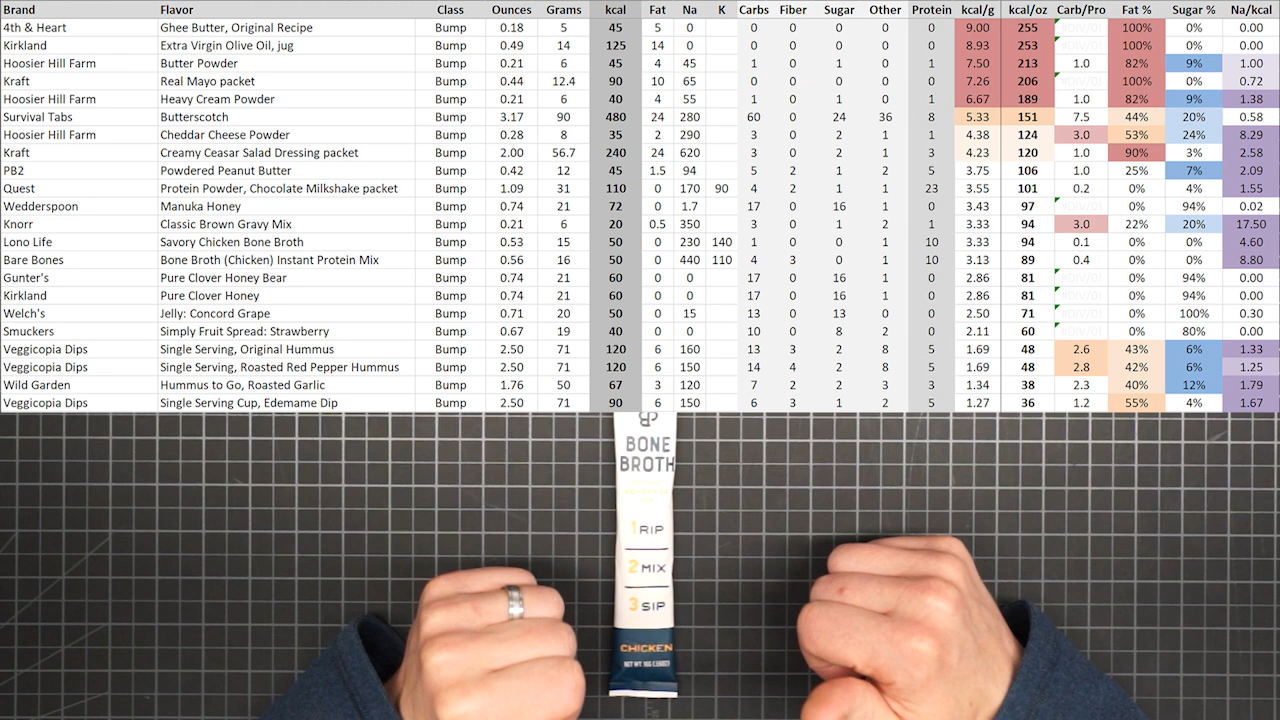 Brand Flavor Class Ounces Grams kcal Fat Na K Carbs Fiber Sugar Other Protein kcal/g kcal/oz Carb/Pro Fat % Sugar % Na/kcal
4th & Heart Ghee Butter, Original Recipe Bump 0.18 5 45 5 0 0 0 0 0 0 9.00 255 #DIV/0! 100% 0% 0.00
Kirkland Extra Virgin Olive Oil, jug Bump 0.49 14 125 14 0 0 0 0 0 0 8.93 253 #DIV/0! 100% 0% 0.00
Hoosier Hill Farm Butter Powder Bump 0.21 6 45 4 45 1 0 0 1 1 7.50 213 1.0 82% 9% 1.00
Kraft Real Mayo packet Bump 0.44 12.4 90 10 65 0 0 0 0 0 7.26 206 #DIV/0! 100% 0% 0.72
Hoosier Hill Farm Heavy Cream Powder Bump 0.21 6 40 4 55 1 0 1 0 1 6.67 189 1.0 82% 9% 1.38
Survival Tabs Butterscotch Bump 3.17 90 480 24 280 60 0 24 36 8 5.33 151 7.5 44% 20% 0.58
Hoosier Hill Farm Cheddar Cheese Powder Bump 0.28 8 35 2 290 3 0 2 1 1 4.38 124 3.0 53% 24% 8.29
Kraft Creamy Ceasar Salad Dressing packet Bump 2.00 56.7 240 24 620 3 0 2 1 3 4.23 120 1.0 90% 3% 2.58
PB2 Powdered Peanut Butter Bump 0.42 12 45 1.5 94 5 2 1 2 5 3.75 106 1.0 25% 7% 2.09
Quest Protein Powder, Chocolate Milkshake packet Bump 1.09 31 110 0 170 90 4 2 1 1 23 3.55 101 0.2 0% 4% 1.55
Wedderspoon Manuka Honey Bump 0.74 21 72 0 1.7 17 0 16 1 0 3.43 97 #DIV/0! 0% 94% 0.02
Knorr Classic Brown Gravy Mix Bump 0.21 6 20 0.5 350 3 0 1 2 1 3.33 94 3.0 22% 20% 17.50
Lono Life Savory Chicken Bone Broth Bump 0.53 15 50 0 230 140 1 0 0 1 10 3.33 94 0.1 0% 0% 4.60
Bare Bones Bone Broth (Chicken) Instant Protein Mix Bump 0.56 16 50 0 440 110 4 3 0 1 10 3.13 89 0.4 0% 0% 8.80
Gunter's Pure Clover Honey Bear Bump 0.74 21 60 0 0 17 0 16 1 0 2.86 81 #DIV/0! 0% 94% 0.00
Kirkland Pure Clover Honey Bump 0.74 21 60 0 0 17 0 16 1 0 2.86 81 #DIV/0! 0% 94% 0.00
Welch's Jelly: Concord Grape Bump 0.74 21 50 0 15 13 0 13 0 0 2.50 71 #DIV/0! 0% 100% 0.30
Smuckers Simply Fruit Spread: Strawberry Bump 0.67 19 40 0 0 10 0 8 2 0 2.11 60 #DIV/0! 0% 80% 0.00
Veggicopia Dips Single Serving, Original Hummus Bump 2.50 71 120 6 160 13 3 2 8 5 1.69 48 2.6 43% 6% 1.33
Veggicopia Dips Single Serving, Roasted Red Pepper Hummus Bump 2.50 71 120 6 150 14 4 2 8 5 1.69 48 2.8 42% 6% 1.25
Wild Garden Hummus to Go, Roasted Garlic Bump 1.76 50 67 3 120 7 2 2 3 3 1.34 38 2.3 40% 12% 1.79
Veggicopia Dips Single Serving Cup, Edemame Dip Bump 2.50 71 90 6 150 6 3 1 2 5 1.27 36 1.2 55% 4% 1.67
BONE
BROTH
1 RIP
2 MIX
3 SIP
CHICKEN